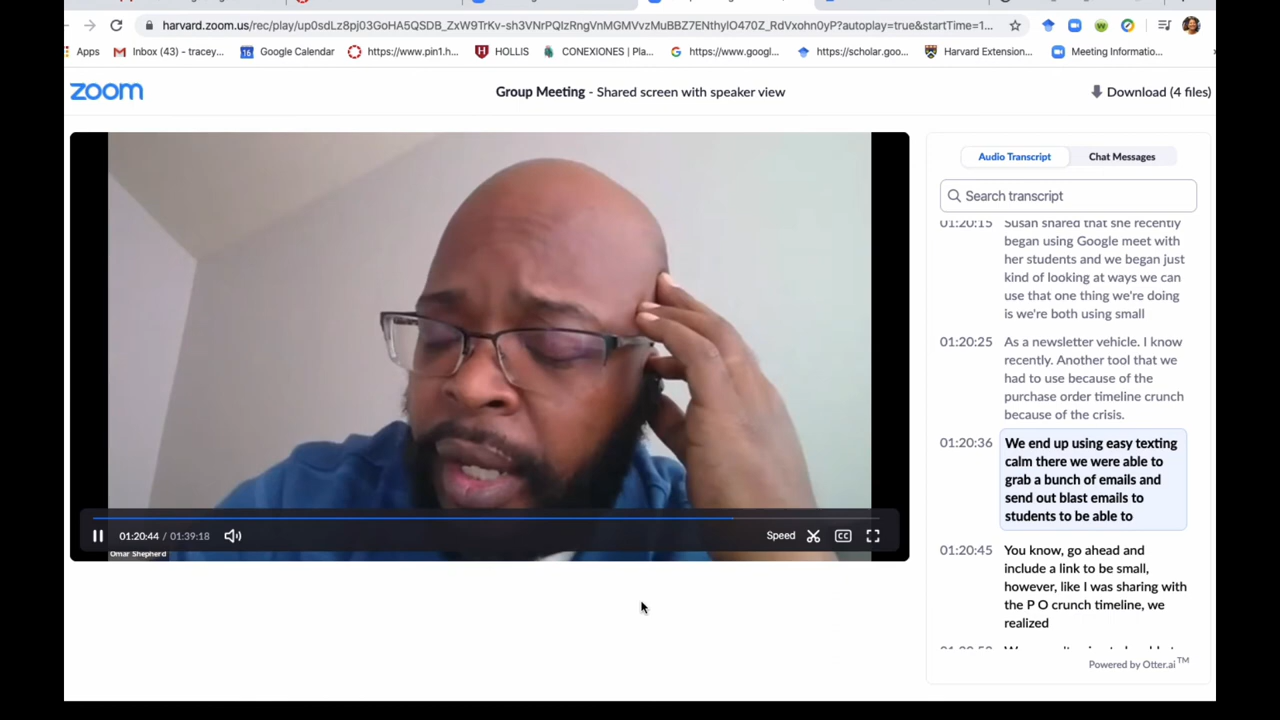 harvard.zoom.us/rec/play/up0sdLz8pj03GoHA5QSDB_ZxW9TrKv-sh3VNrPQIzRngVnMGMVvzMuBBZ7ENthylO470Z_RdVxohn0yP?autoplay=true&startTime=1...
Apps
Inbox (43) - tracey...
16
Google Calendar
https://www.pin1.h...
HOLLIS
CONEXIONES | Pla...
https://www.googl...
https://scholar.goo...
Harvard Extension...
Meeting Informatio...
zoom
Group Meeting - Shared screen with speaker view
Download (4 files)
Audio Transcript
Chat Messages
Search transcript
01:20:15
Susan shared that she recently
began using Google meet with
her students and we began just
kind of looking at ways we can
use that one thing we're doing
is we're both using small
01:20:25
As a newsletter vehicle. I know
recently. Another tool that we
had to use because of the
purchase order timeline crunch
because of the crisis.
01:20:36
We end up using easy texting
calm there we were able to
grab a bunch of emails and
send out blast emails to
students to be able to
01:20:45
You know, go ahead and
include a link to be small,
however, like I was sharing with
the P O crunch timeline, we
realized
Powered by Otter.ai TM
01:20:44 / 01:39:18
Speed
CC
Omar Shepherd